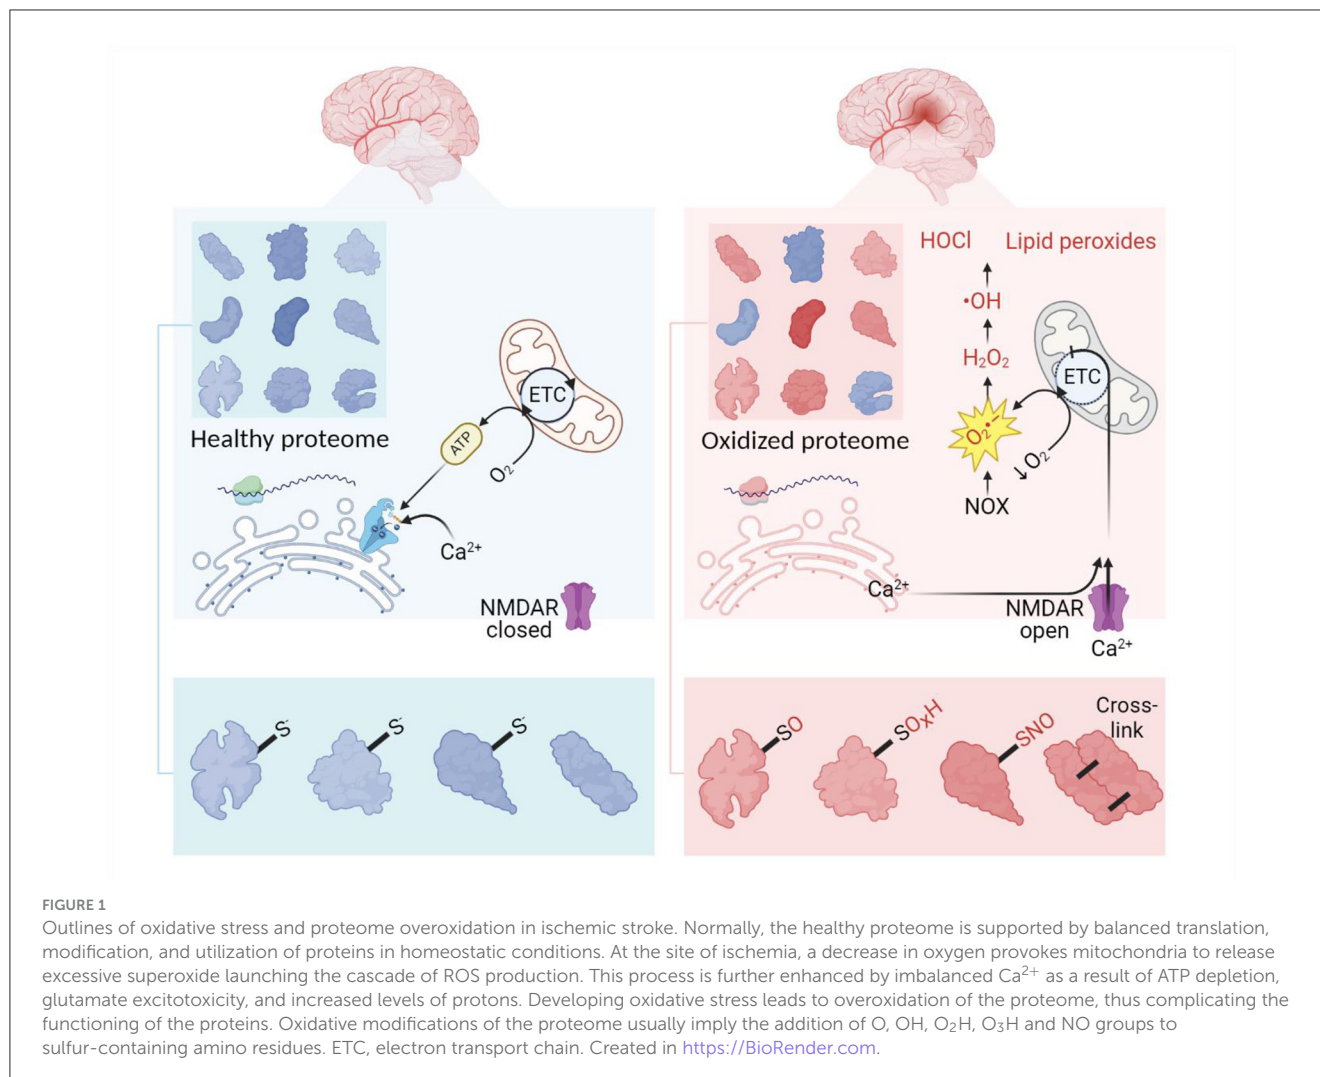 HOCl
Lipid peroxides
•OH
H₂O₂
ETC
ETC
ATP
O₂
O₂•–
↓O₂
Healthy proteome
Oxidized proteome
NOX
Ca²⁺
Ca²⁺
NMDAR
closed
NMDAR
open
Ca²⁺
S⁻
S⁻
S⁻
SO
SOₓH
SNO
Cross-
link
FIGURE 1
Outlines of oxidative stress and proteome overoxidation in ischemic stroke. Normally, the healthy proteome is supported by balanced translation,
modification, and utilization of proteins in homeostatic conditions. At the site of ischemia, a decrease in oxygen provokes mitochondria to release
excessive superoxide launching the cascade of ROS production. This process is further enhanced by imbalanced Ca²⁺ as a result of ATP depletion,
glutamate excitotoxicity, and increased levels of protons. Developing oxidative stress leads to overoxidation of the proteome, thus complicating the
functioning of the proteins. Oxidative modifications of the proteome usually imply the addition of O, OH, O₂H, O₃H and NO groups to
sulfur-containing amino residues. ETC, electron transport chain. Created in https://BioRender.com.